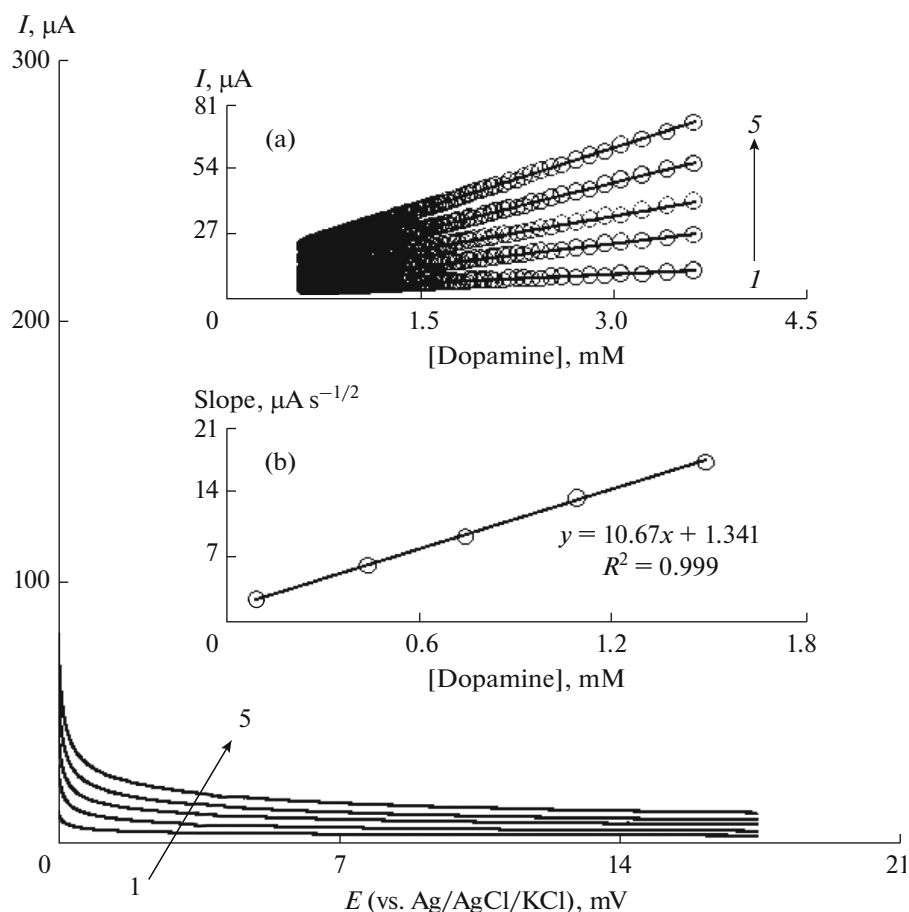 I, μA
300
200
100
0
7
14
21
E (vs. Ag/AgCl/KCl), mV
1
5
I, μA
81
54
27
0
1.5
3.0
4.5
(a)
5
1
[Dopamine], mM
Slope, μA s⁻¹/²
21
14
7
0
0.6
1.2
1.8
(b)
y = 10.67x + 1.341
R² = 0.999
[Dopamine], mM